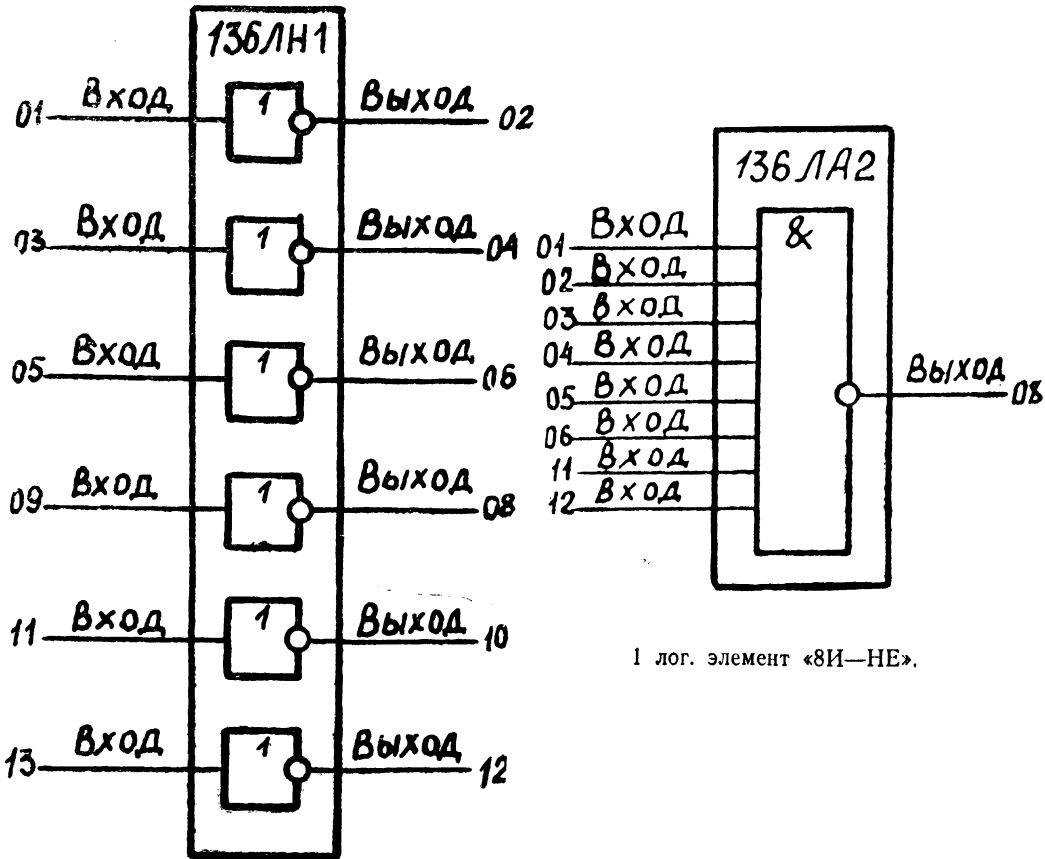 136ЛН1
01 Вход 1 Выход 02
03 Вход 1 Выход 04
05 Вход 1 Выход 06
09 Вход 1 Выход 08
11 Вход 1 Выход 10
13 Вход 1 Выход 12
136ЛА2
&
01 Вход
02 Вход
03 Вход
04 Вход
05 Вход
06 Вход
11 Вход
12 Вход
Выход 08
1 лог. элемент «8И—НЕ».